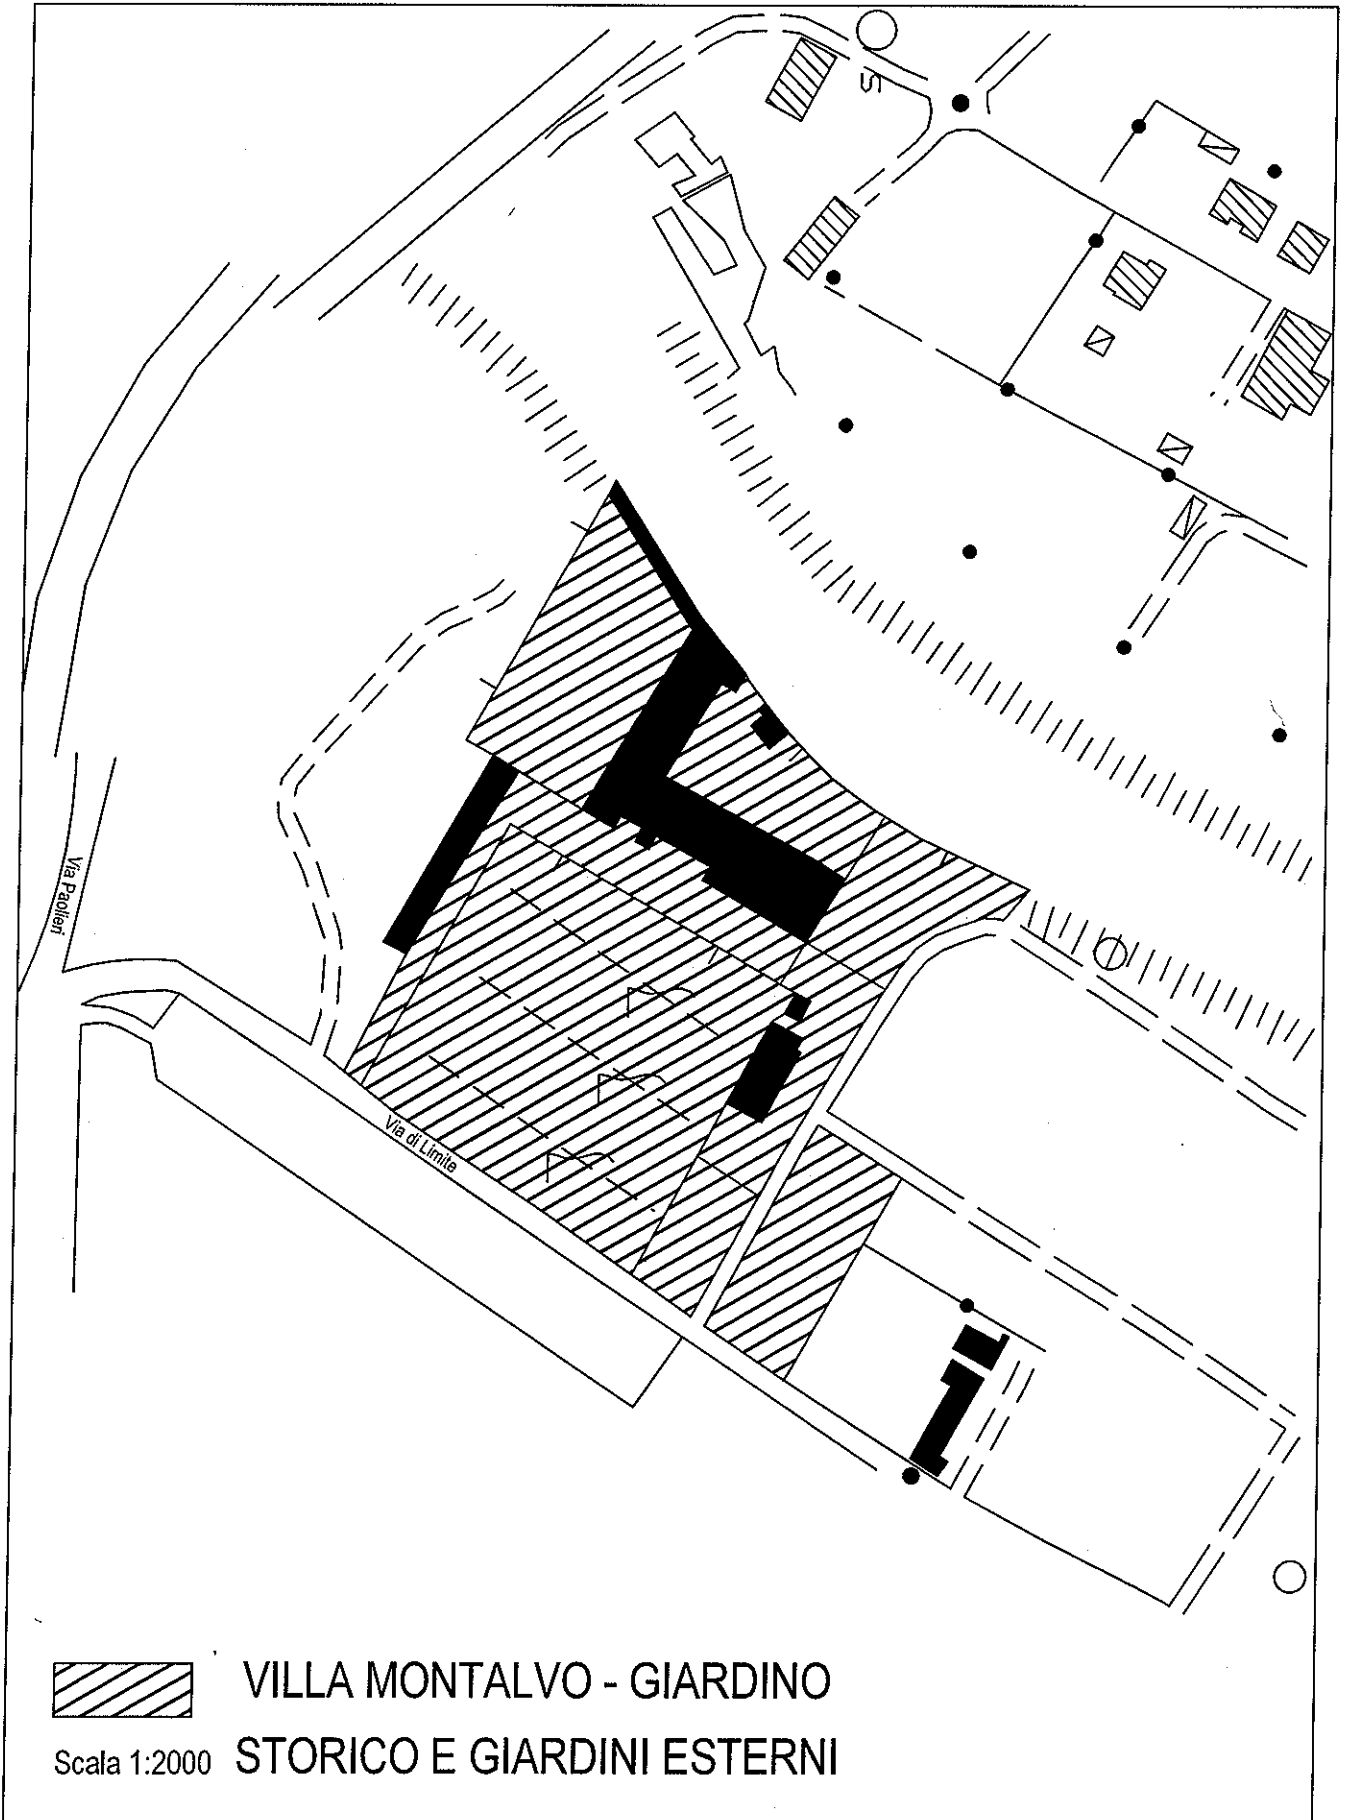 S
Via Paolieri
Via di Limite
VILLA MONTALVO - GIARDINO
Scala 1:2000 STORICO E GIARDINI ESTERNI